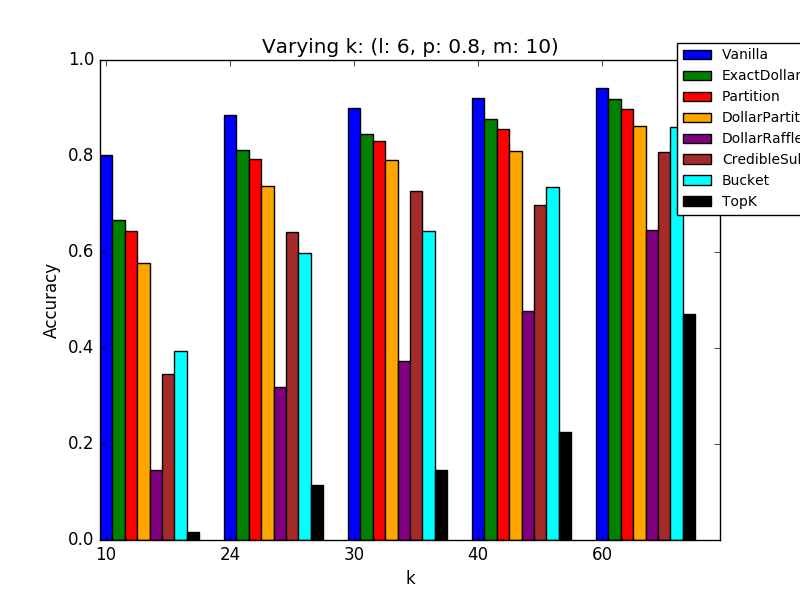 Varying k: (l: 6, p: 0.8, m: 10)
Vanilla
ExactDollar
Partition
DollarPartit
DollarRaffle
CredibleSu
Bucket
TopK
1.0
0.8
0.6
0.4
0.2
0.0
Accuracy
10 24 30 40 60
k